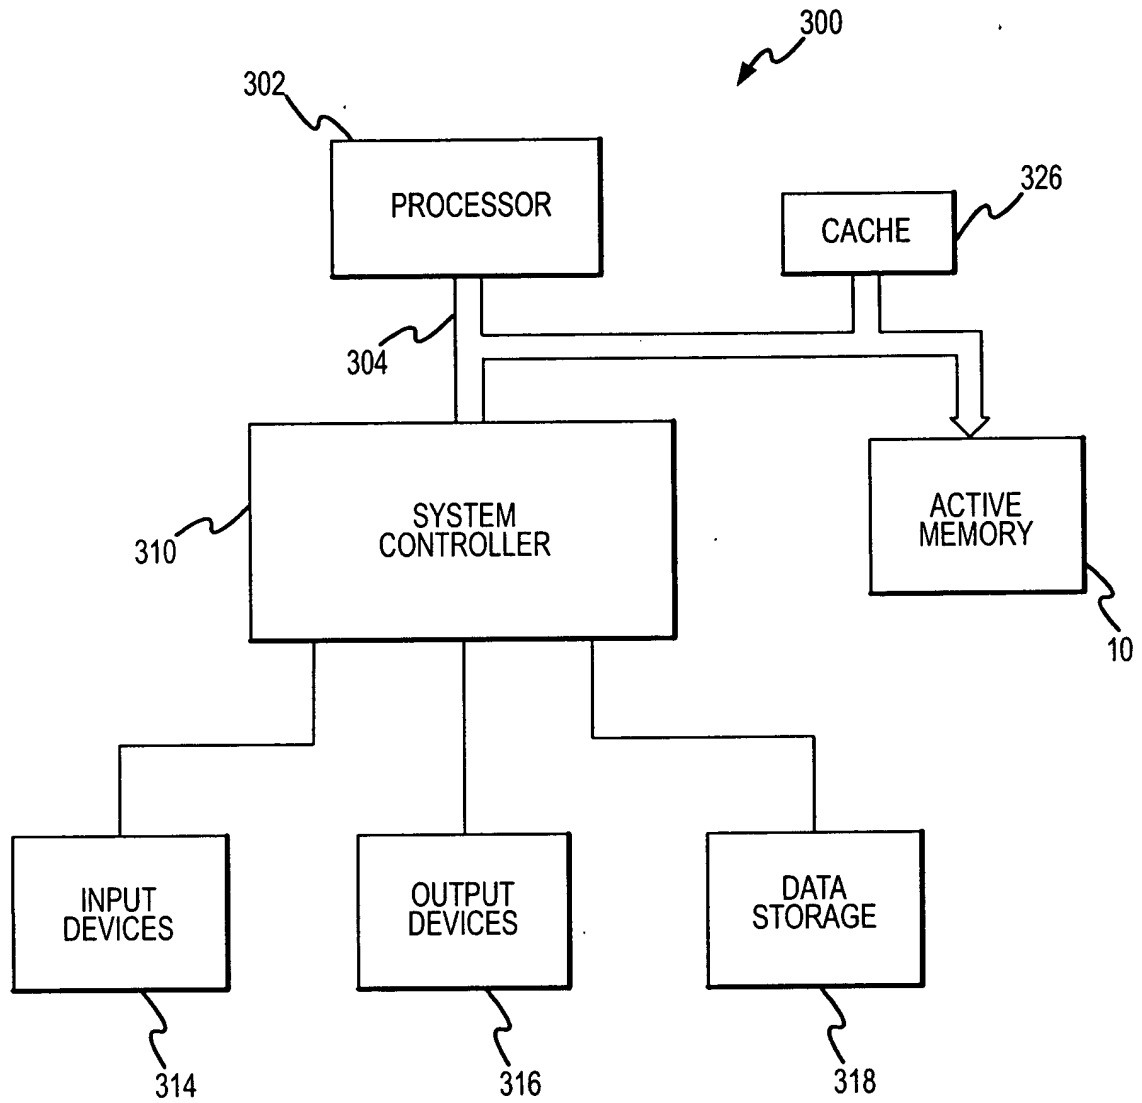 300
302
PROCESSOR
326
CACHE
304
310
SYSTEM
CONTROLLER
ACTIVE
MEMORY
10
INPUT
DEVICES
OUTPUT
DEVICES
DATA
STORAGE
314
316
318